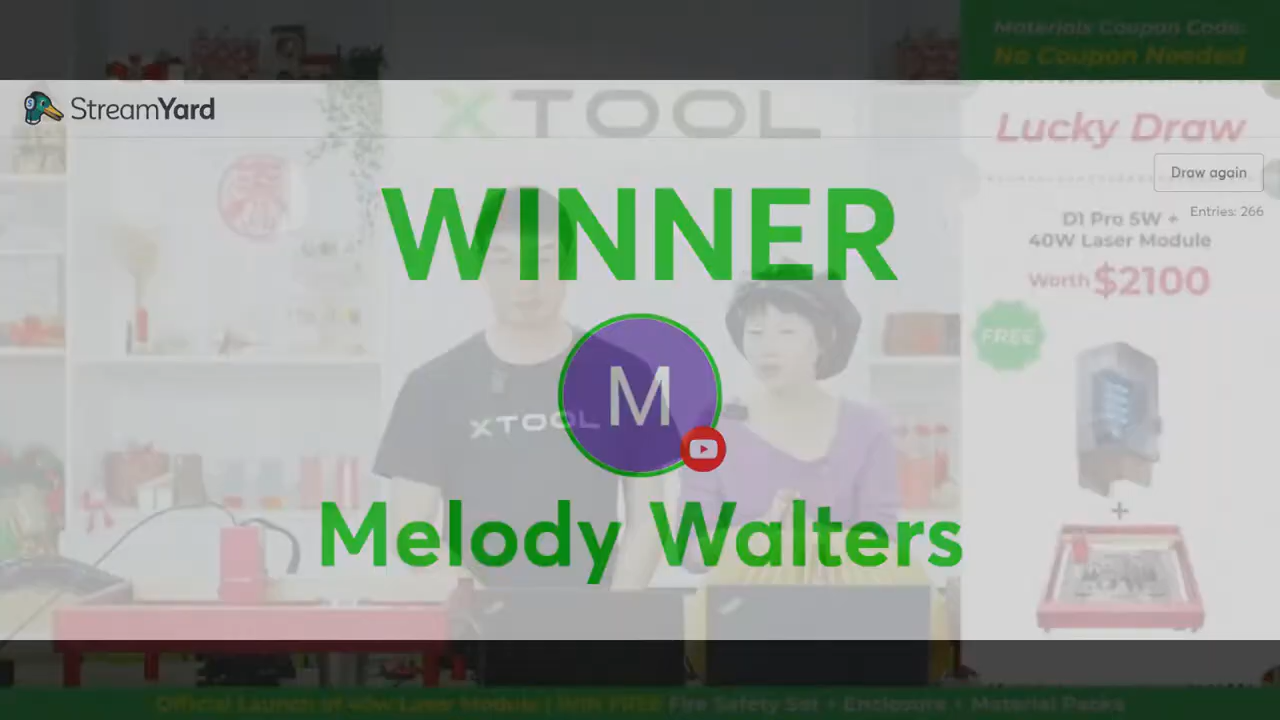 Materials Coupon Code:
No Coupon Needed
StreamYard
XTOOL
Lucky Draw
Draw again
WINNER
Entries: 266
D1 Pro 5W +
40W Laser Module
Worth $2100
FREE
M
XTOOL
+
Melody Walters
Official Launch of 40w Laser Module | With FREE Fire Safety Set + Enclosure + Material Packs